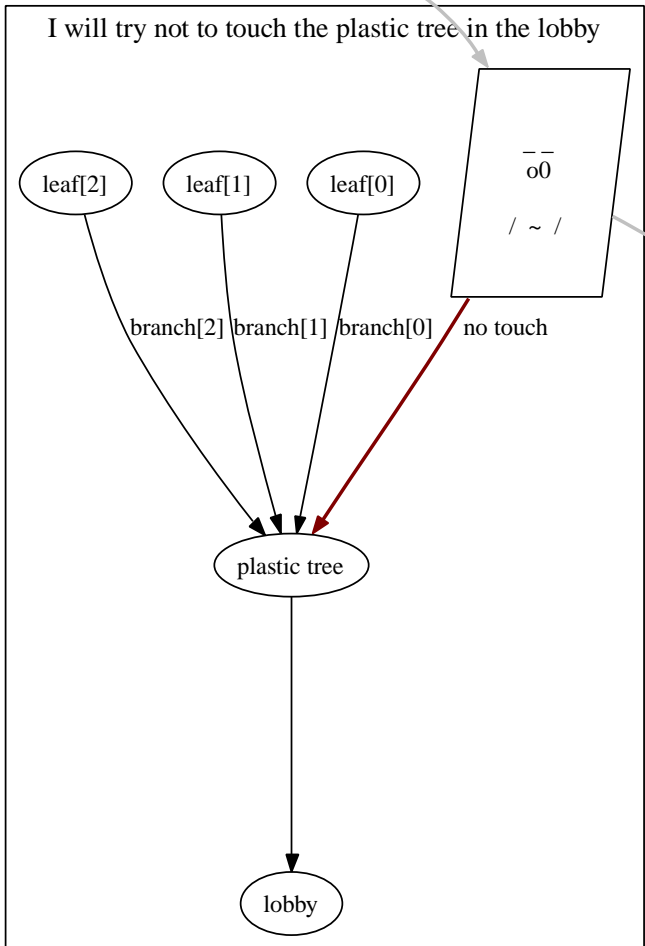 I will try not to touch the plastic tree in the lobby
_ _
o0
/ ~ /
leaf[2]
leaf[1]
leaf[0]
branch[2]
branch[1]
branch[0]
no touch
plastic tree
lobby